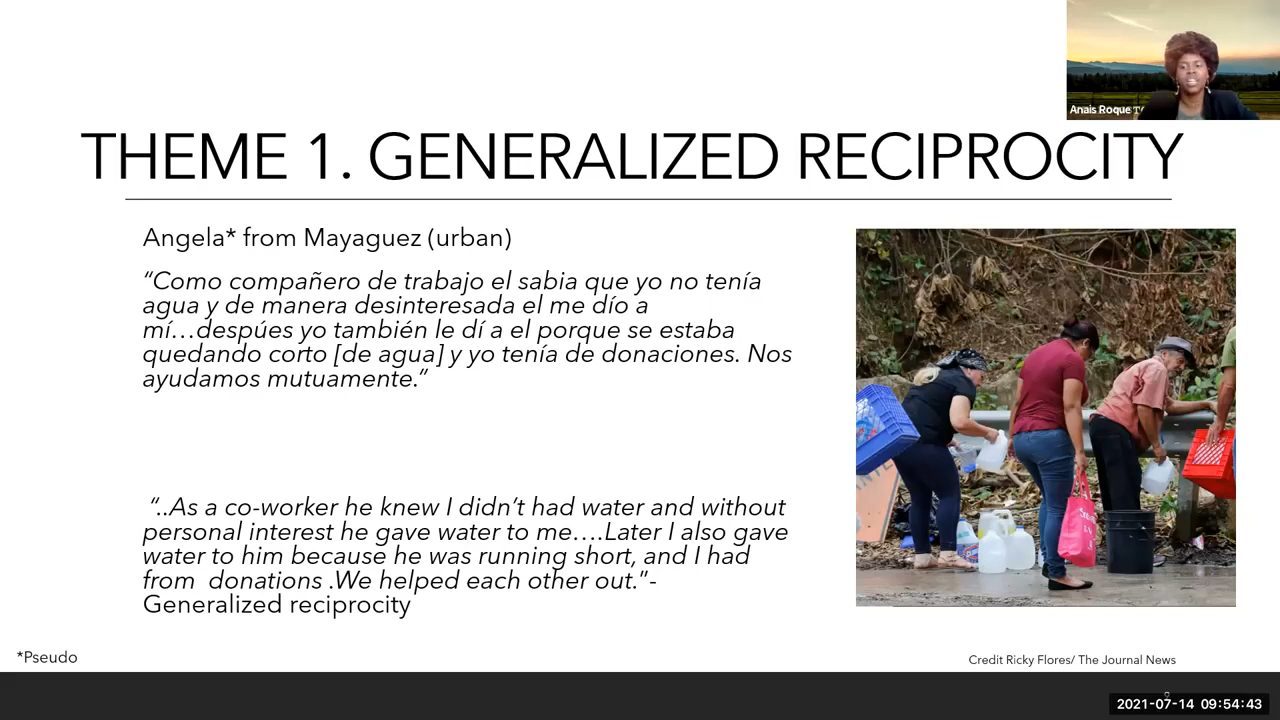 Anais Roque
THEME 1. GENERALIZED RECIPROCITY
Angela* from Mayaguez (urban)
“Como compañero de trabajo el sabia que yo no tenía
agua y de manera desinteresada el me dío a
mí…despúes yo también le dí a el porque se estaba
quedando corto [de agua] y yo tenía de donaciones. Nos
ayudamos mutuamente.”
“..As a co-worker he knew I didn’t had water and without
personal interest he gave water to me….Later I also gave
water to him because he was running short, and I had
from donations .We helped each other out.”-
Generalized reciprocity
*Pseudo
Credit Ricky Flores/ The Journal News
2021-07-14 09:54:43